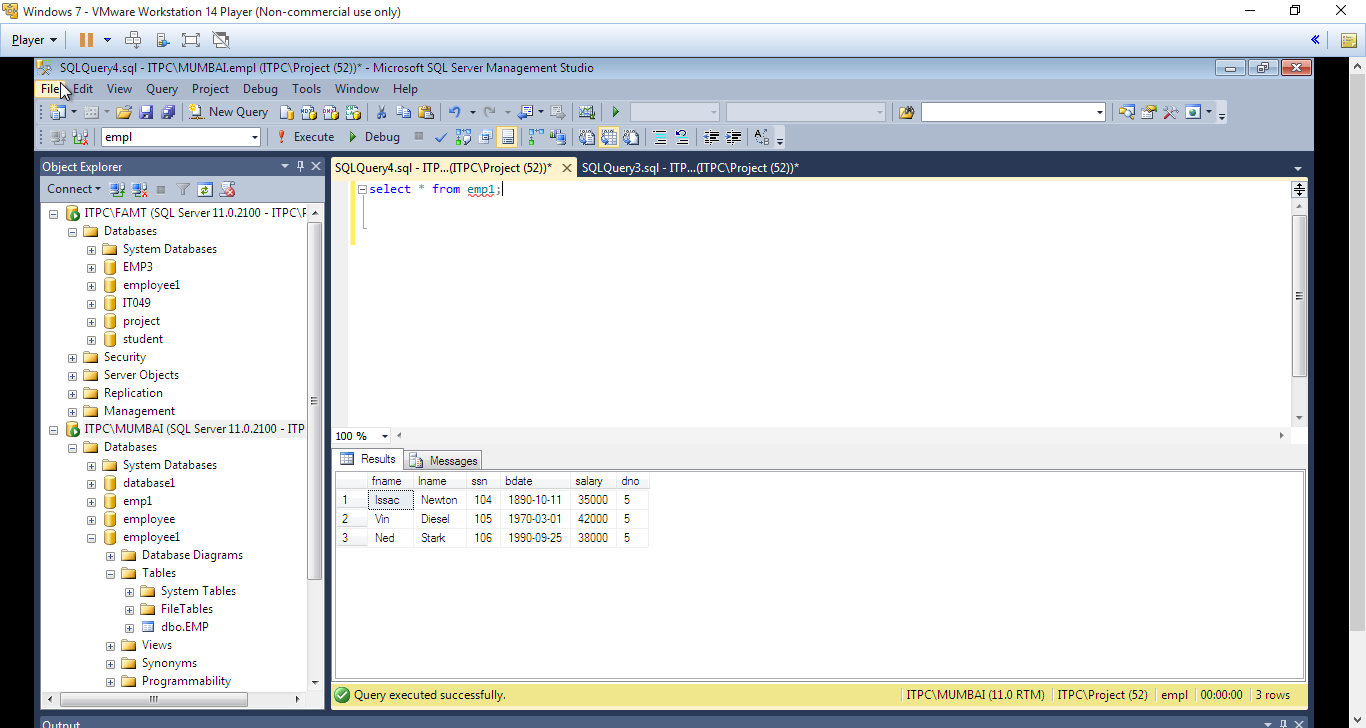 Windows 7 - VMware Workstation 14 Player (Non-commercial use only)
Player
SQLQuery4.sql - ITPC\MUMBAI.empl (ITPC\Project (52))* - Microsoft SQL Server Management Studio
File Edit View Query Project Debug Tools Window Help
New Query
empl Execute Debug
Object Explorer
Connect
ITPC\FAMT (SQL Server 11.0.2100 - ITPC\F
Databases
System Databases
EMP3
employee1
IT049
project
student
Security
Server Objects
Replication
Management
ITPC\MUMBAI (SQL Server 11.0.2100 - ITP
Databases
System Databases
database1
emp1
employee
employee1
Database Diagrams
Tables
System Tables
FileTables
dbo.EMP
Views
Synonyms
Programmability
SQLQuery4.sql - ITP...(ITPC\Project (52))* SQLQuery3.sql - ITP...(ITPC\Project (52))*
select * from emp1;
100 %
Results Messages
fname lname ssn bdate salary dno
1 Issac Newton 104 1890-10-11 35000 5
2 Vin Diesel 105 1970-03-01 42000 5
3 Ned Stark 106 1990-09-25 38000 5
Query executed successfully. ITPC\MUMBAI (11.0 RTM) ITPC\Project (52) empl 00:00:00 3 rows
Output